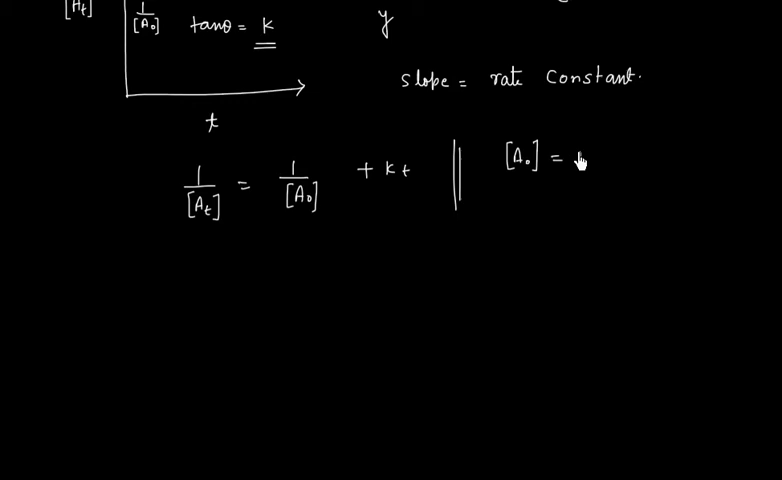 [At]
1/[A₀] tanθ = k
y
slope = rate constant.
t
1/[At] = 1/[A₀] + kt || [A₀] =